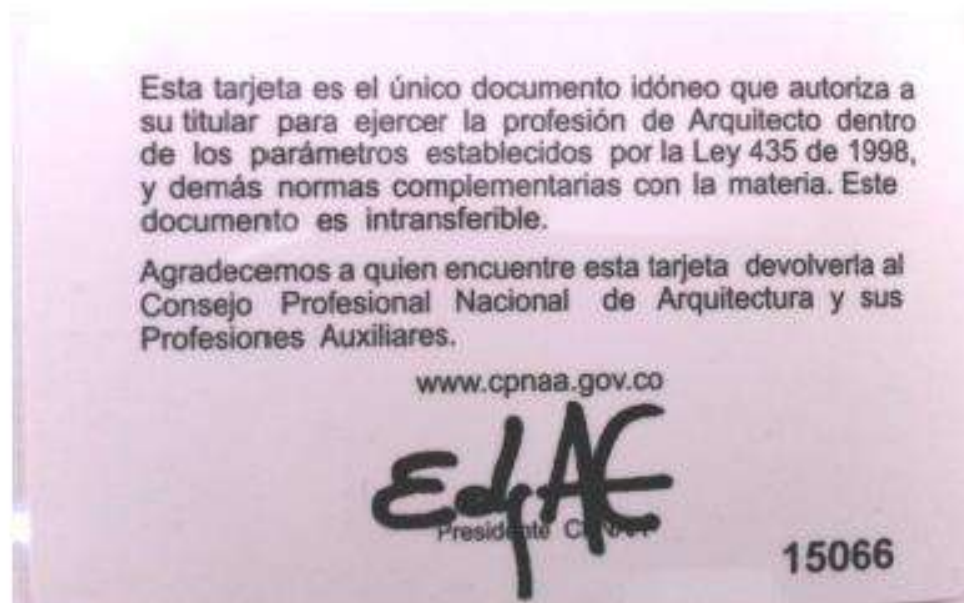 Esta tarjeta es el único documento idóneo que autoriza a
su titular para ejercer la profesión de Arquitecto dentro
de los parámetros establecidos por la Ley 435 de 1998,
y demás normas complementarias con la materia. Este
documento es intransferible.
Agradecemos a quien encuentre esta tarjeta devolverla al
Consejo Profesional Nacional de Arquitectura y sus
Profesiones Auxiliares.
www.cpnaa.gov.co
Presidente
15066